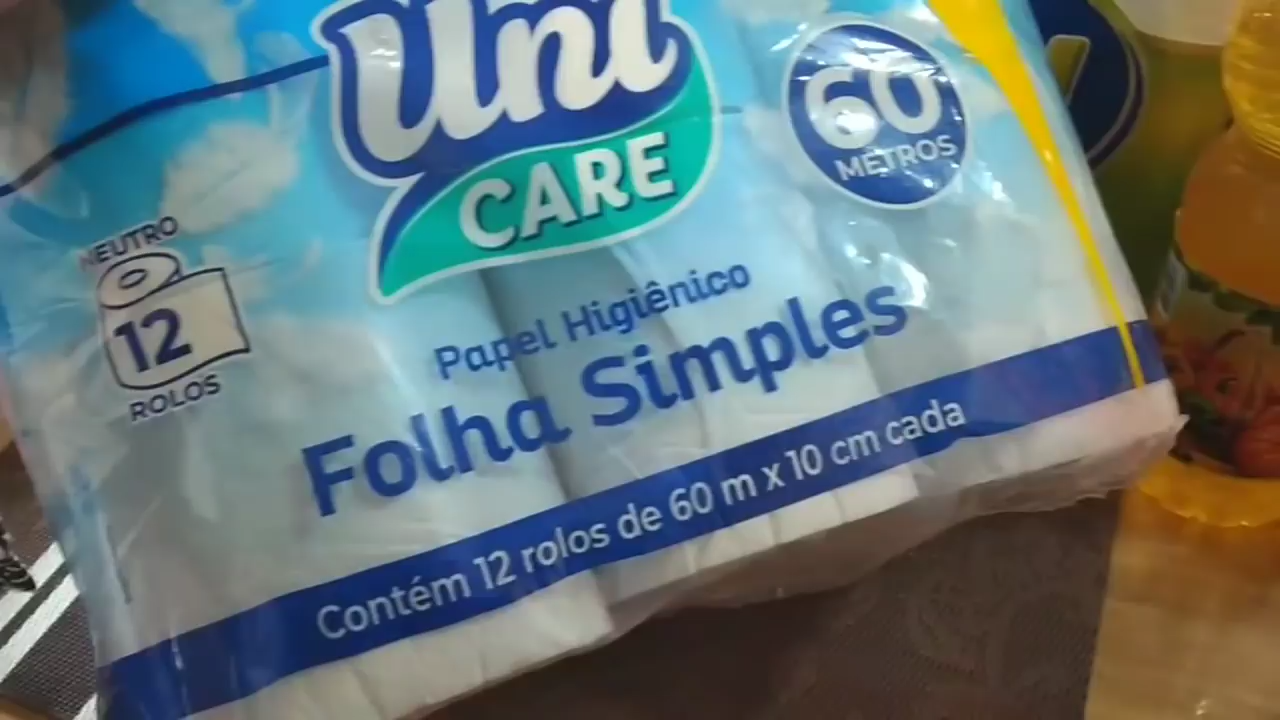 Uni
CARE
60
METROS
NEUTRO
12
ROLOS
Papel Higiênico
Folha Simples
Contém 12 rolos de 60 m x 10 cm cada